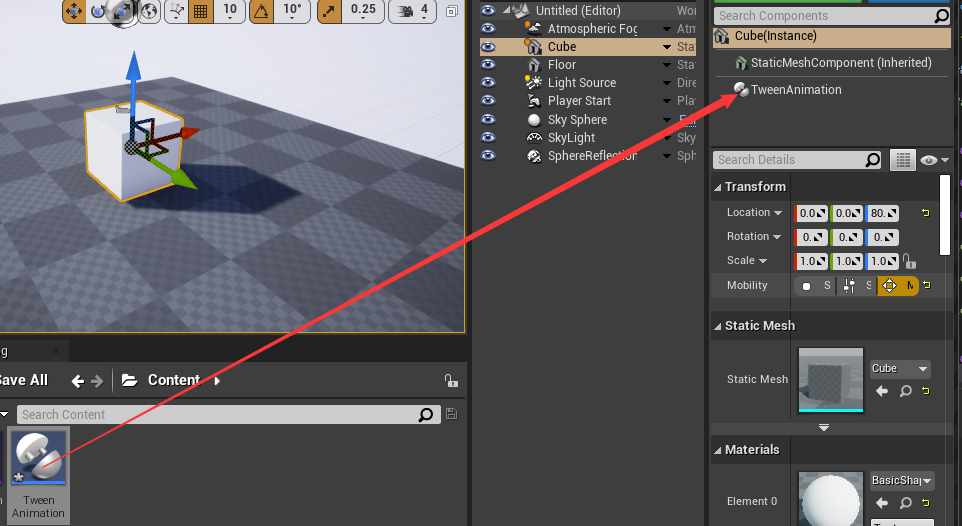 10
10°
0.25
4
Untitled (Editor)
Wor
Atmospheric Fog
Atm
Cube
Sta
Floor
Sta
Light Source
Dire
Player Start
Pla
Sky Sphere
SkyLight
Sky
SphereReflection
Sph
Search Components
Cube(Instance)
StaticMeshComponent (Inherited)
TweenAnimation
Search Details
Transform
Location
0.0
0.0
80.
Rotation
0.
0.
0.
Scale
1.0
1.0
1.0
Mobility
S
S
M
Static Mesh
Static Mesh
Cube
Materials
Element 0
BasicShap
g
Save All
Content
Search Content
Tween
Animation